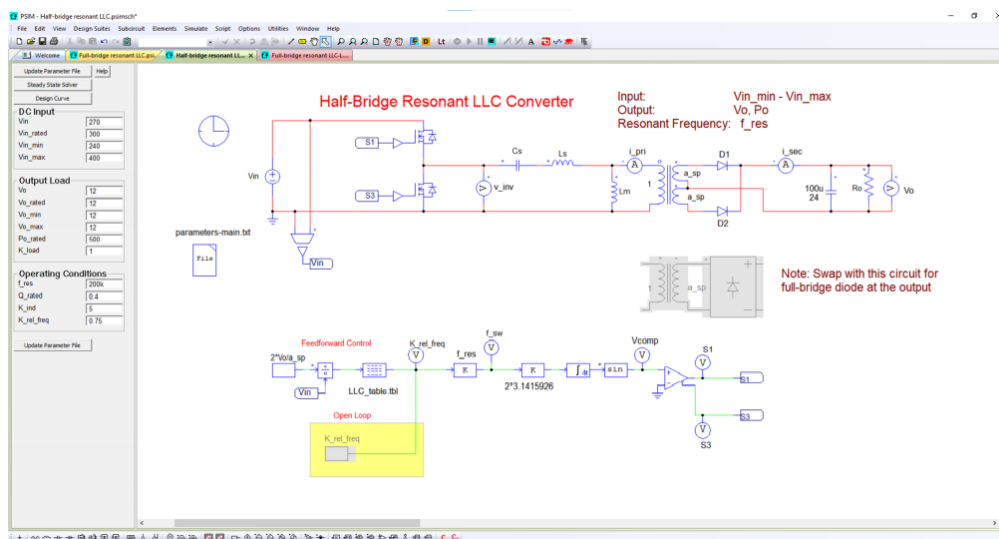 PSIM - Half-bridge resonant LLC.psimsch*
File Edit View Design Suites Subcircuit Elements Simulate Script Options Utilities Window Help
Welcome Full-bridge resonant LLC.psi... Half-bridge resonant LL... X Full-bridge resonant LLC-L...
Update Parameter File Help
Steady State Solver
Design Curve
DC Input
Vin 270
Vin_rated 300
Vin_min 240
Vin_max 400
Output Load
Vo 12
Vo_rated 12
Vo_min 12
Vo_max 12
Po_rated 500
K_load 1
Operating Conditions
f_res 200k
Q_rated 0.4
K_ind 5
K_rel_freq 0.75
Update Parameter File
Half-Bridge Resonant LLC Converter
Input: Vin_min - Vin_max
Output: Vo, Po
Resonant Frequency: f_res
S1
S3
Vin
V
v_inv
Cs
Ls
Lm
i_pri
A
1
a_sp
a_sp
D1
D2
i_sec
A
100u
24
Ro
V
Vo
parameters-main.txt
File
Vin
a_sp
Note: Swap with this circuit for
full-bridge diode at the output
Feedforward Control
2*Vo/a_sp
Vin
LLC_table.tbl
K_rel_freq
V
f_res
K
f_sw
V
K
2*3.1415926
sin
Vcomp
V
S1
V
S1
S3
V
S3
Open Loop
K_rel_freq